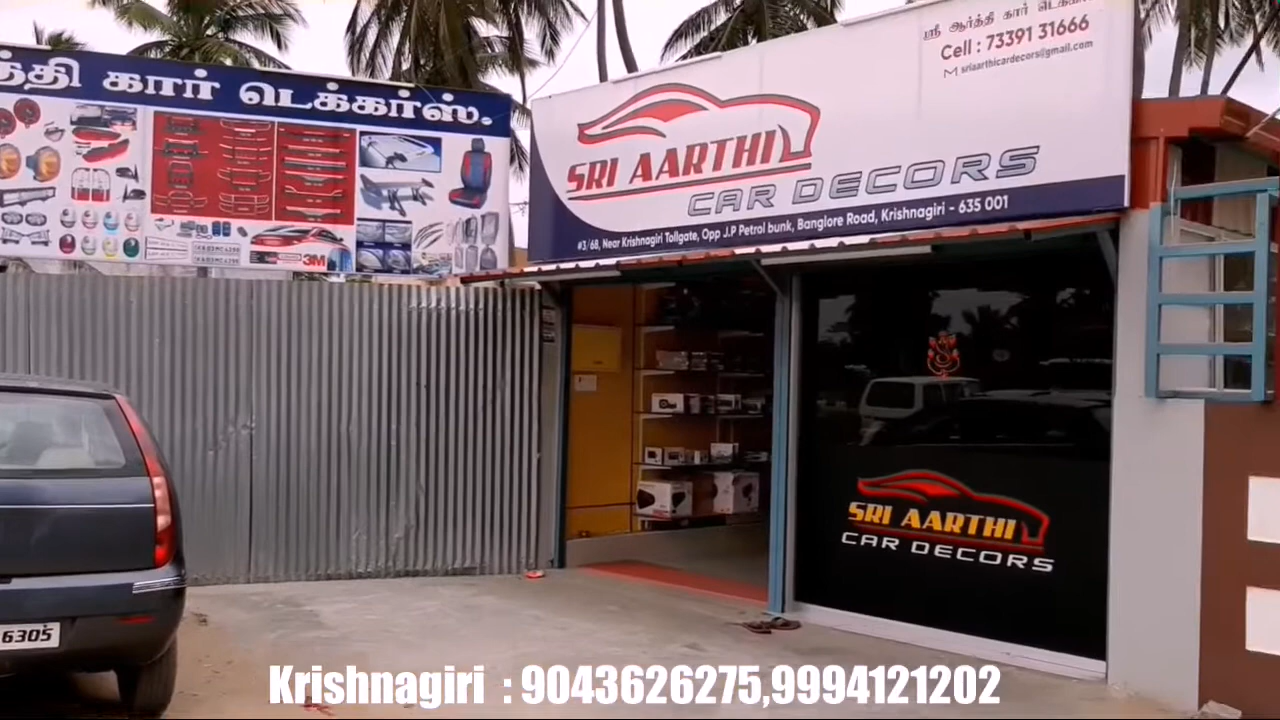 த்தி கார் டெக்கர்ஸ்.
3M
ஸ்ரீ ஆர்த்தி கார்
Cell : 73391 31666
sriaarthicardecors@gmail.com
SRI AARTHI
CAR DECORS
#3/68, Near Krishnagiri Tollgate, Opp J.P Petrol bunk, Banglore Road, Krishnagiri - 635 001
SRI AARTHI
CAR DECORS
6305
Krishnagiri : 9043626275,9994121202